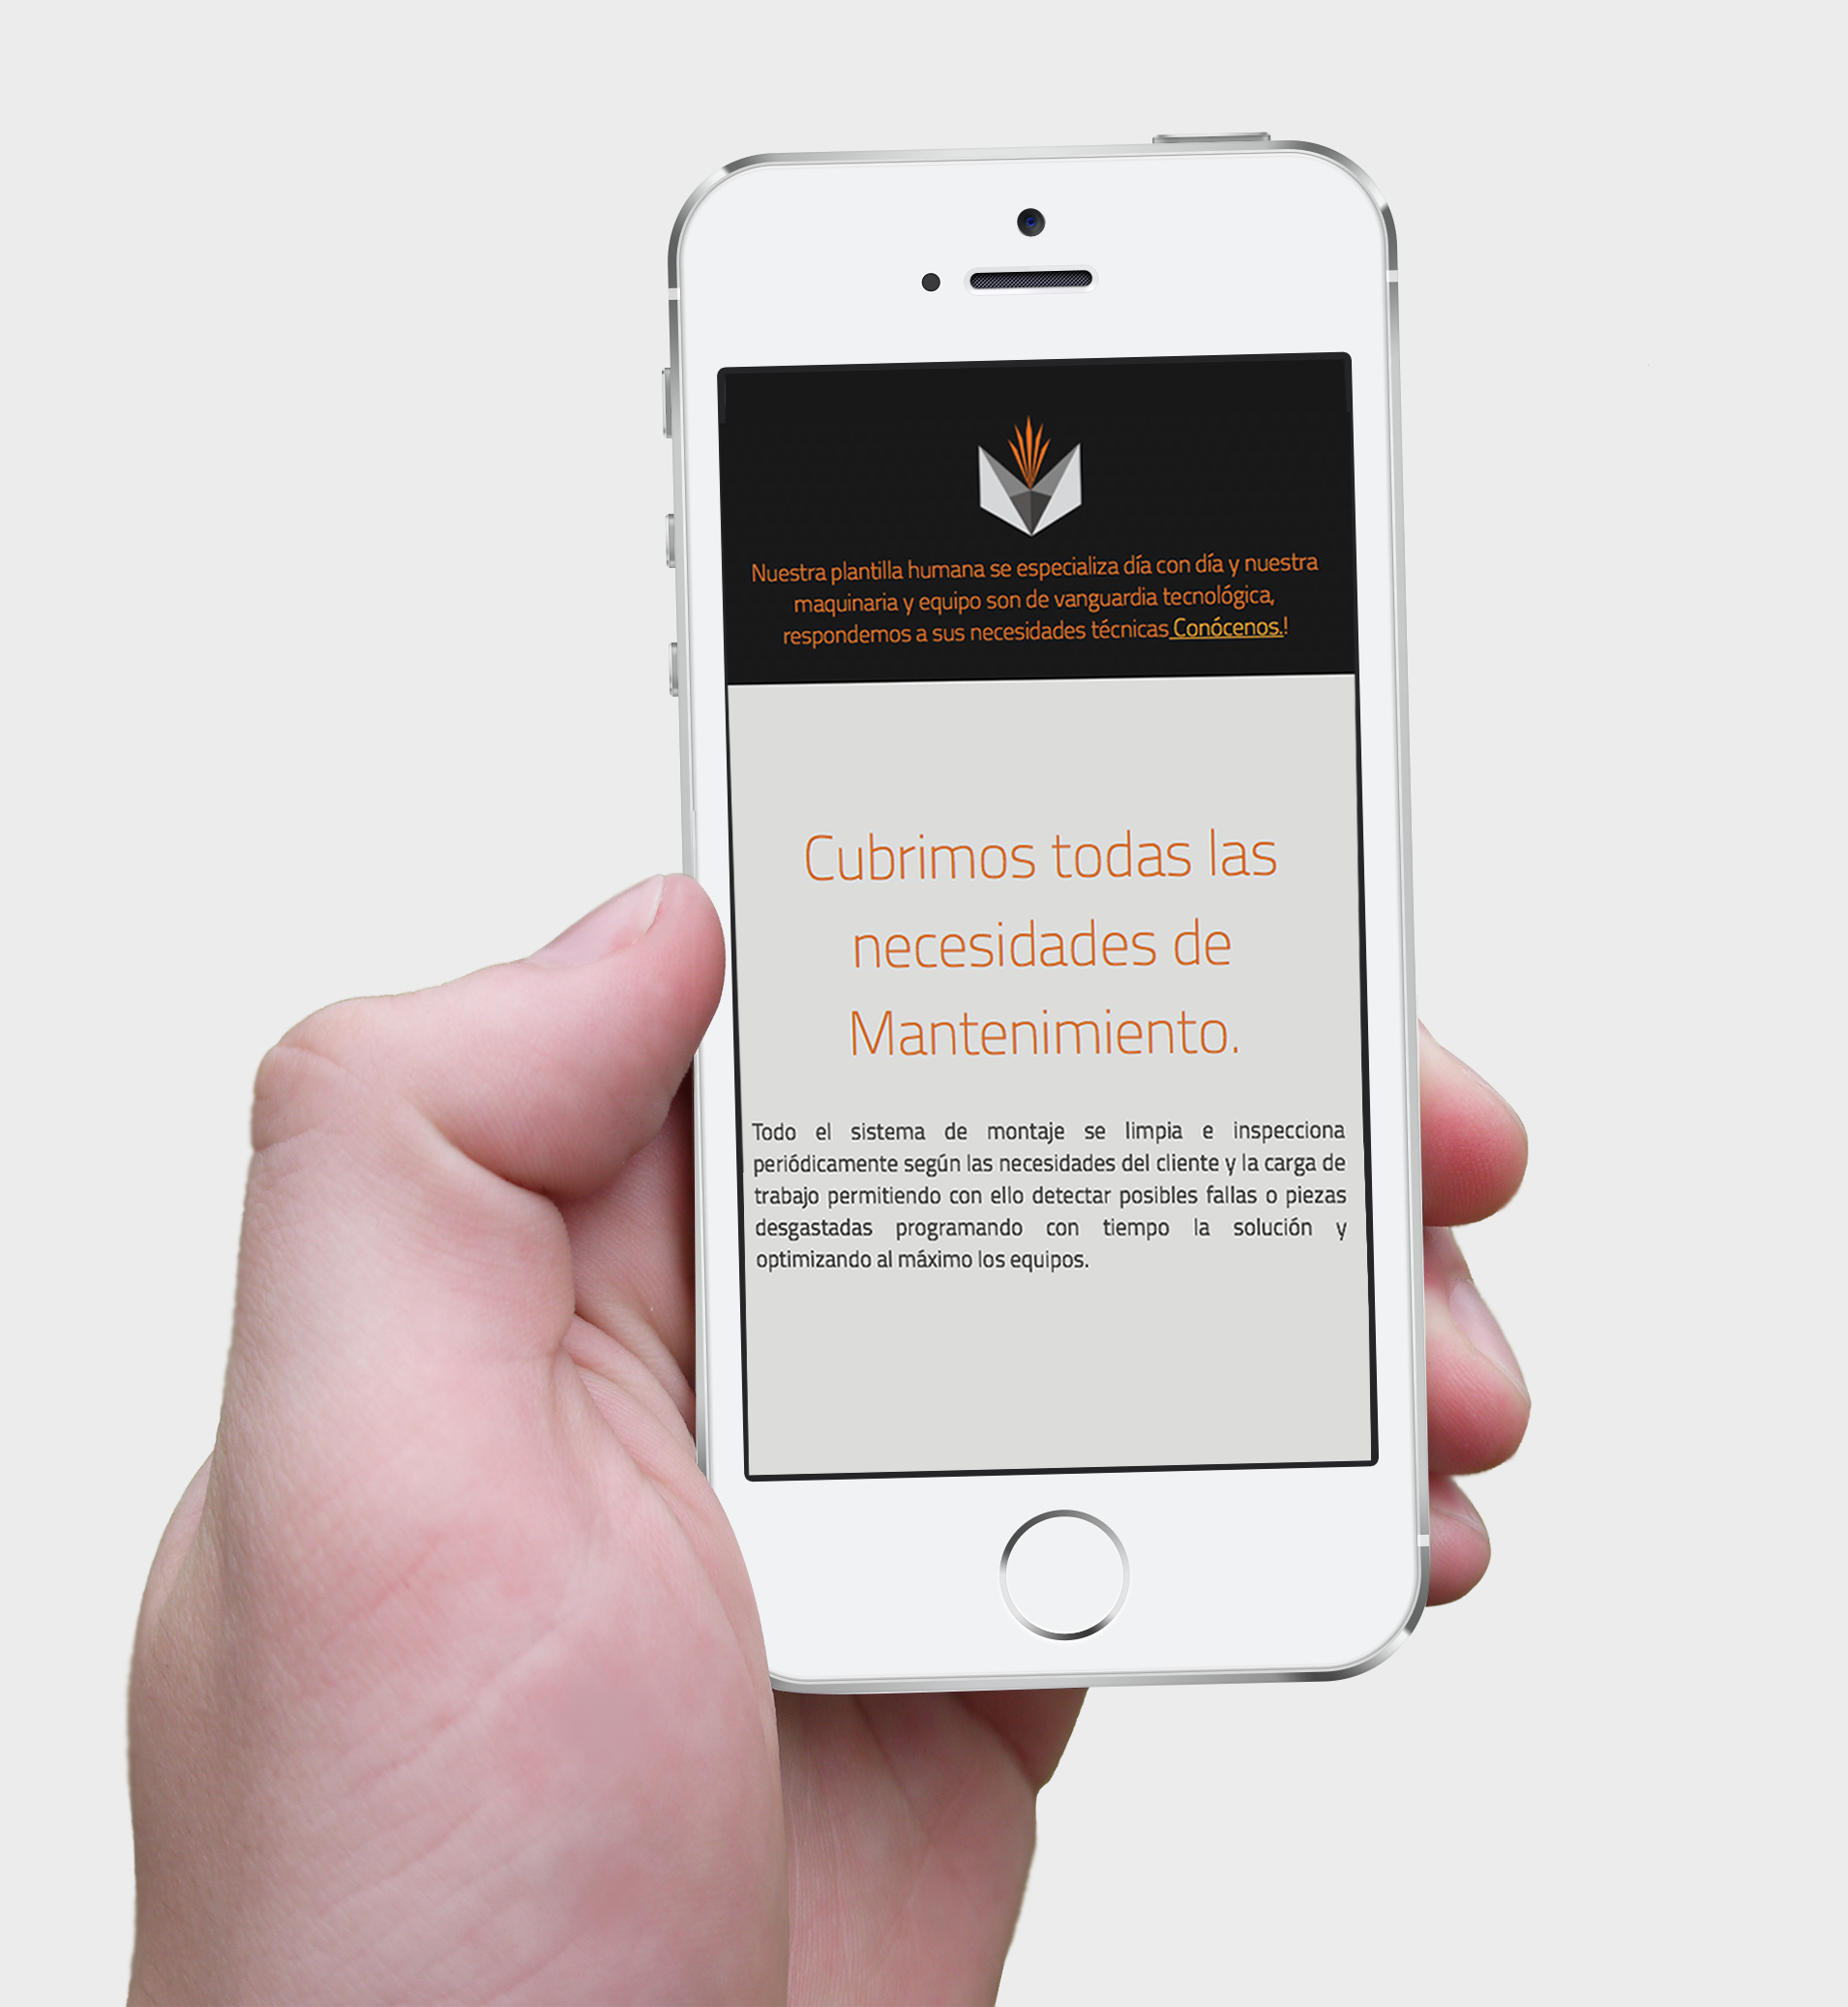 Nuestra plantilla humana se especializa día con día y nuestra
maquinaria y equipo son de vanguardia tecnológica,
respondemos a sus necesidades técnicas Conócenos.!
Cubrimos todas las
necesidades de
Mantenimiento.
Todo el sistema de montaje se limpia e inspecciona
periódicamente según las necesidades del cliente y la carga de
trabajo permitiendo con ello detectar posibles fallas o piezas
desgastadas programando con tiempo la solución y
optimizando al máximo los equipos.